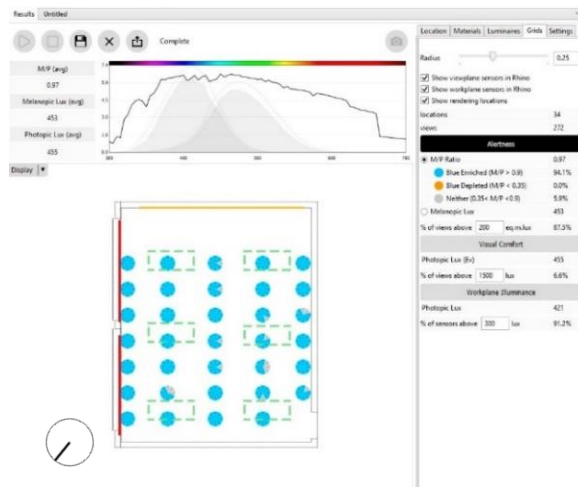 Results Untitled
Complete
M/P (avg)
0.97
Melanopic Lux (avg)
453
Photopic Lux (avg)
455
Display
Location Materials Luminaires Grids Settings
Radius 0.25
Show viewplane sensors in Rhino
Show workplane sensors in Rhino
Show rendering locations
locations 34
views 272
Alertness
M/P Ratio 0.97
Blue Enriched (M/P > 0.9) 94.1%
Blue Depleted (M/P < 0.35) 0.0%
Neither (0.35< M/P <0.9) 5.9%
Melanopic Lux 453
% of views above 200 eq.m.lux 87.5%
Visual Comfort
Photopic Lux (Ev) 455
% of views above 1500 lux 6.6%
Workplane Illuminance
Photopic Lux 421
% of sensors above 300 lux 91.2%